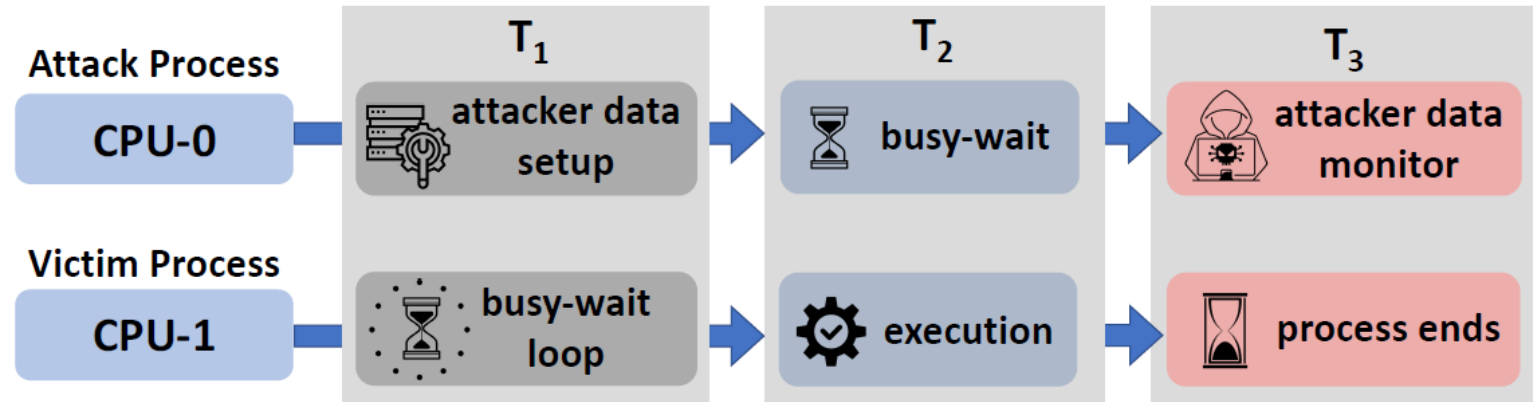 T₁
T₂
T₃
Attack Process
CPU-0
attacker data
setup
busy-wait
attacker data
monitor
Victim Process
CPU-1
busy-wait
loop
execution
process ends